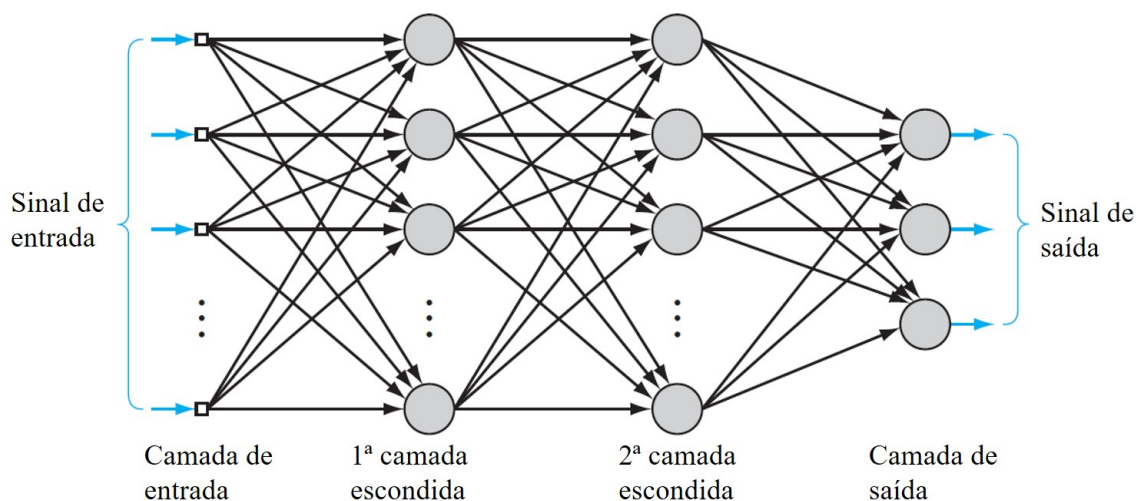 Sinal de
entrada
Sinal de
saída
Camada de
entrada
1ª camada
escondida
2ª camada
escondida
Camada de
saída